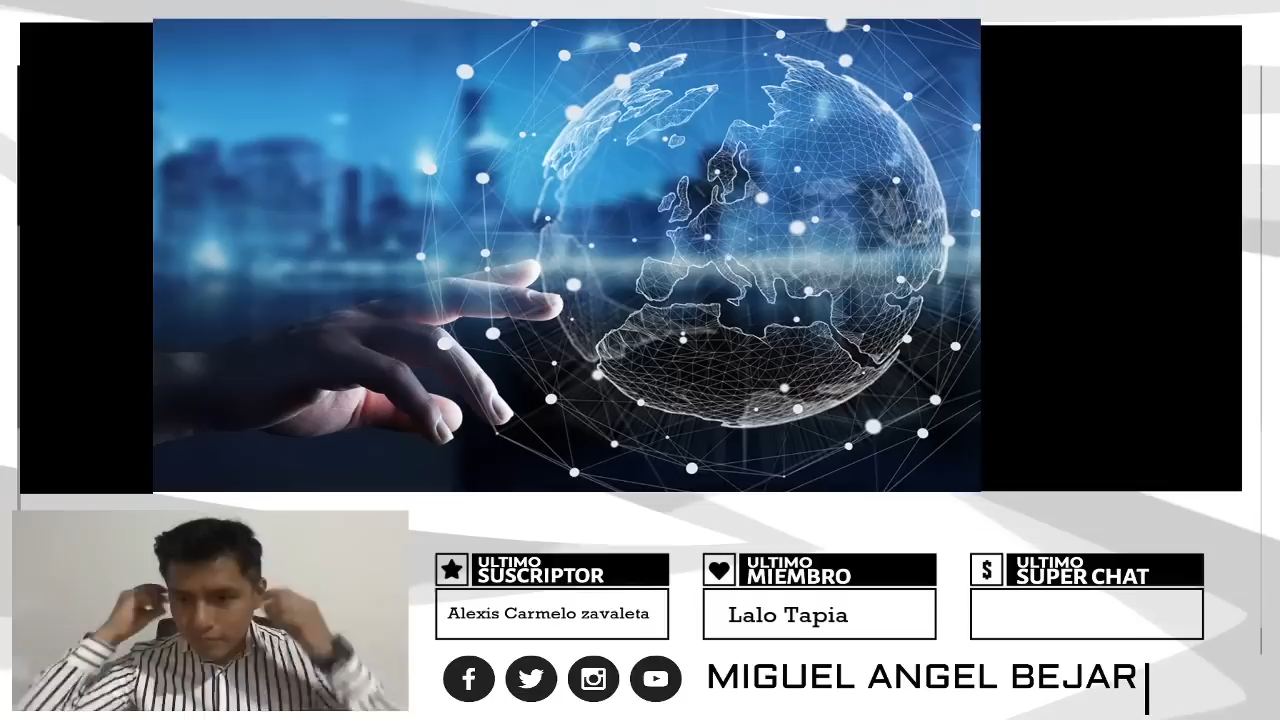 ULTIMO
SUSCRIPTOR
Alexis Carmelo zavaleta
ULTIMO
MIEMBRO
Lalo Tapia
$ ULTIMO
SUPER CHAT
MIGUEL ANGEL BEJAR